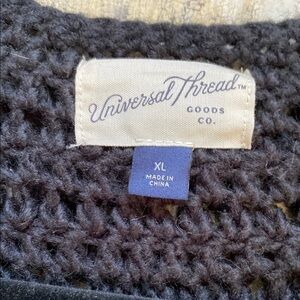 Universal Thread™
GOODS
CO.
XL
MADE IN
CHINA